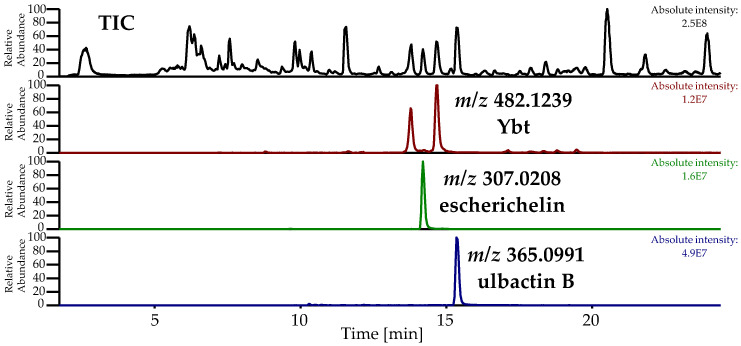 TIC
Absolute intensity:
2.5E8
Relative
Abundance
100
80
60
40
20
0
m/z 482.1239
Ybt
Absolute intensity:
1.2E7
Relative
Abundance
100
80
60
40
20
0
m/z 307.0208
escherichelin
Absolute intensity:
1.6E7
Relative
Abundance
100
80
60
40
20
0
m/z 365.0991
ulbactin B
Absolute intensity:
4.9E7
Relative
Abundance
100
80
60
40
20
0
5 10 15 20
Time [min]